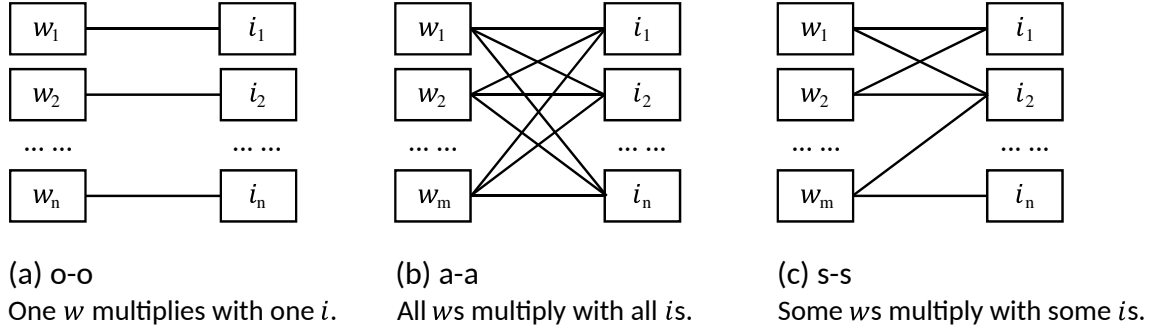 w₁ i₁ w₁ i₁ w₁ i₁
w₂ i₂ w₂ i₂ w₂ i₂
... ... ... ... ... ... ... ... ... ... ... ...
wₙ iₙ wₘ iₙ wₘ iₙ
(a) o-o (b) a-a (c) s-s
One w multiplies with one i. All ws multiply with all is. Some ws multiply with some is.